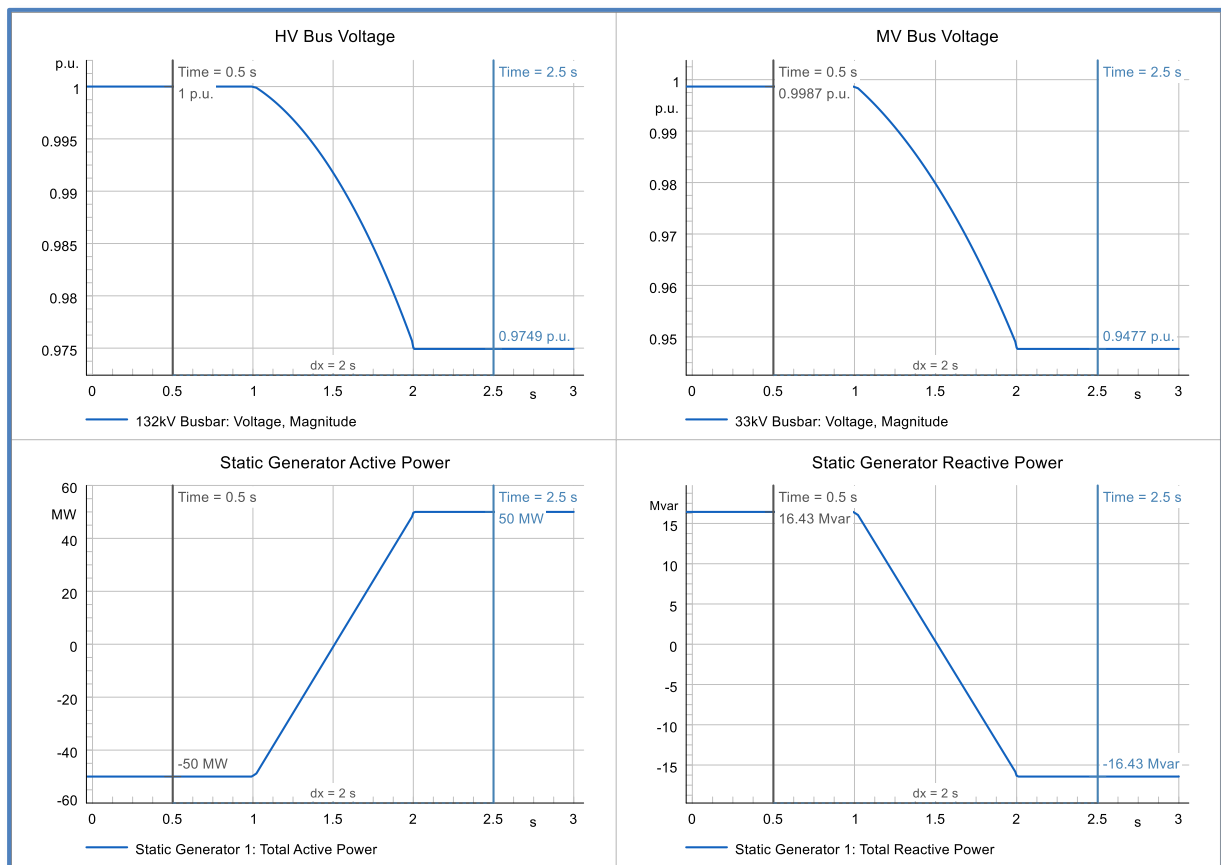 HV Bus Voltage
p.u.
Time = 0.5 s
Time = 2.5 s
1
1 p.u.
0.995
0.99
0.985
0.98
0.9749 p.u.
0.975
dx = 2 s
0 0.5 1 1.5 2 2.5 s 3
132kV Busbar: Voltage, Magnitude
MV Bus Voltage
Time = 0.5 s
Time = 2.5 s
1
0.9987 p.u.
p.u.
0.99
0.98
0.97
0.96
0.9477 p.u.
0.95
dx = 2 s
0 0.5 1 1.5 2 2.5 s 3
33kV Busbar: Voltage, Magnitude
Static Generator Active Power
60
Time = 0.5 s
Time = 2.5 s
MW
50 MW
40
20
0
-20
-40
-50 MW
-60
dx = 2 s
0 0.5 1 1.5 2 2.5 s 3
Static Generator 1: Total Active Power
Static Generator Reactive Power
Time = 0.5 s
Time = 2.5 s
Mvar
16.43 Mvar
15
10
5
0
-5
-10
-15
-16.43 Mvar
dx = 2 s
0 0.5 1 1.5 2 2.5 s 3
Static Generator 1: Total Reactive Power